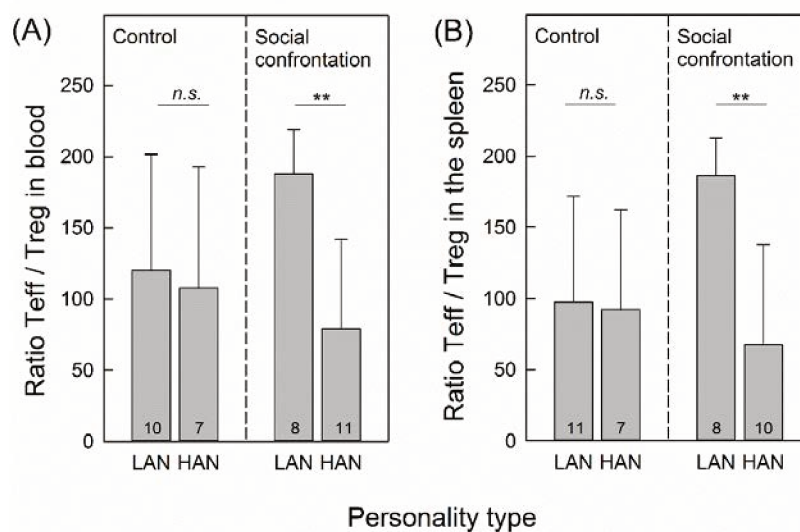 (A)
Control
Social
confrontation
Ratio Teff / Treg in blood
250
200
150
100
50
0
n.s.
**
10
7
8
11
LAN HAN
LAN HAN
(B)
Control
Social
confrontation
Ratio Teff / Treg in the spleen
250
200
150
100
50
0
n.s.
**
11
7
8
10
LAN HAN
LAN HAN
Personality type